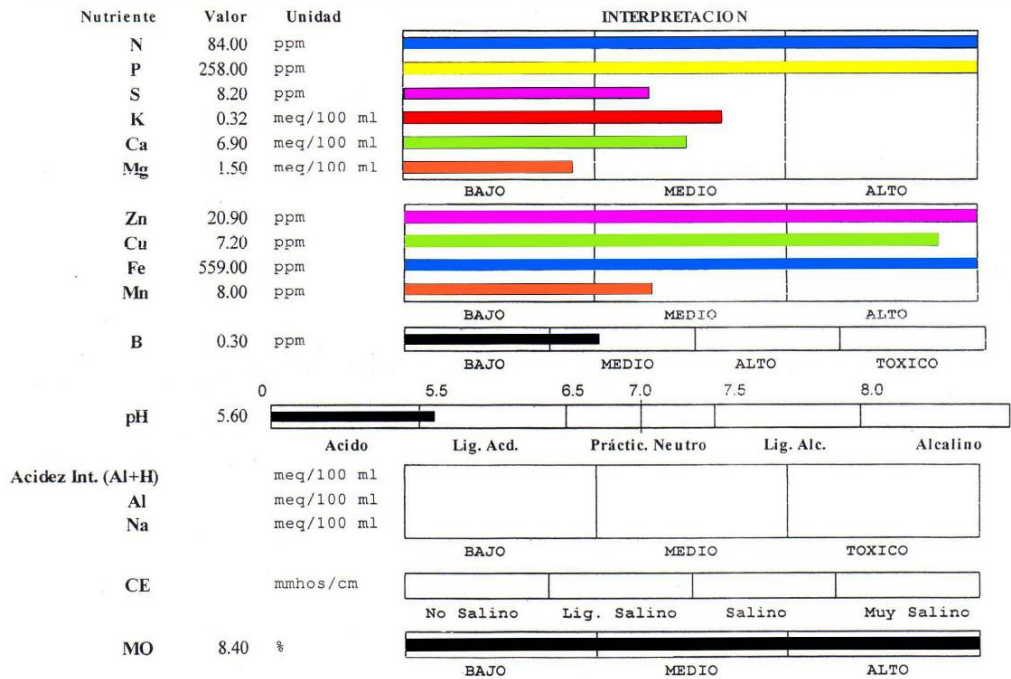 Nutriente Valor Unidad INTERPRETACION
N 84.00 ppm
P 258.00 ppm
S 8.20 ppm
K 0.32 meq/100 ml
Ca 6.90 meq/100 ml
Mg 1.50 meq/100 ml
BAJO MEDIO ALTO
Zn 20.90 ppm
Cu 7.20 ppm
Fe 559.00 ppm
Mn 8.00 ppm
BAJO MEDIO ALTO
B 0.30 ppm
BAJO MEDIO ALTO TOXICO
0 5.5 6.5 7.0 7.5 8.0
pH 5.60
Acido Lig. Acd. Práctic. Neutro Lig. Alc. Alcalino
Acidez Int. (Al+H) meq/100 ml
Al meq/100 ml
Na meq/100 ml
BAJO MEDIO TOXICO
CE mmhos/cm
No Salino Lig. Salino Salino Muy Salino
MO 8.40 %
BAJO MEDIO ALTO